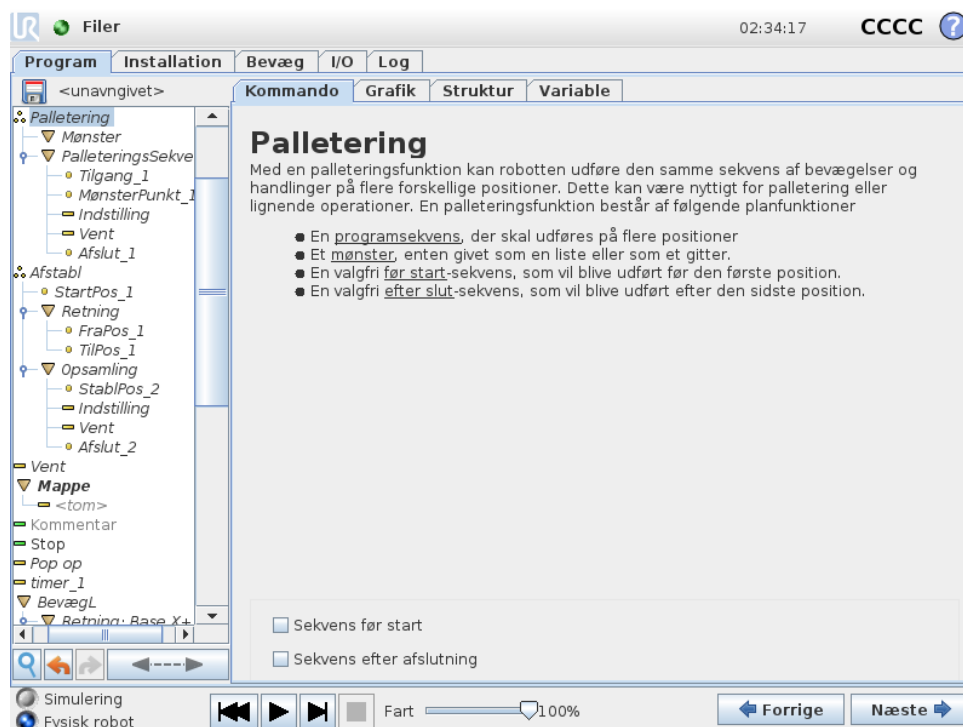 UR Filer 02:34:17 CCCC ?
Program Installation Bevæg I/O Log
<unavngivet>
Kommando Grafik Struktur Variable
Palletering
Mønster
PalleteringsSekve
Tilgang_1
MønsterPunkt_1
Indstilling
Vent
Afslut_1
Afstabl
StartPos_1
Retning
FraPos_1
TilPos_1
Opsamling
StablPos_2
Indstilling
Vent
Afslut_2
Vent
Mappe
<tom>
Kommentar
Stop
Pop op
timer_1
BevægL
Retning: Base X+
Palletering
Med en palleteringsfunktion kan robotten udføre den samme sekvens af bevægelser og
handlinger på flere forskellige positioner. Dette kan være nyttigt for palletering eller
lignende operationer. En palleteringsfunktion består af følgende planfunktioner
En programsekvens, der skal udføres på flere positioner
Et mønster, enten givet som en liste eller som et gitter.
En valgfri før start-sekvens, som vil blive udført før den første position.
En valgfri efter slut-sekvens, som vil blive udført efter den sidste position.
Sekvens før start
Sekvens efter afslutning
Simulering
Fysisk robot
Fart 100%
Forrige Næste